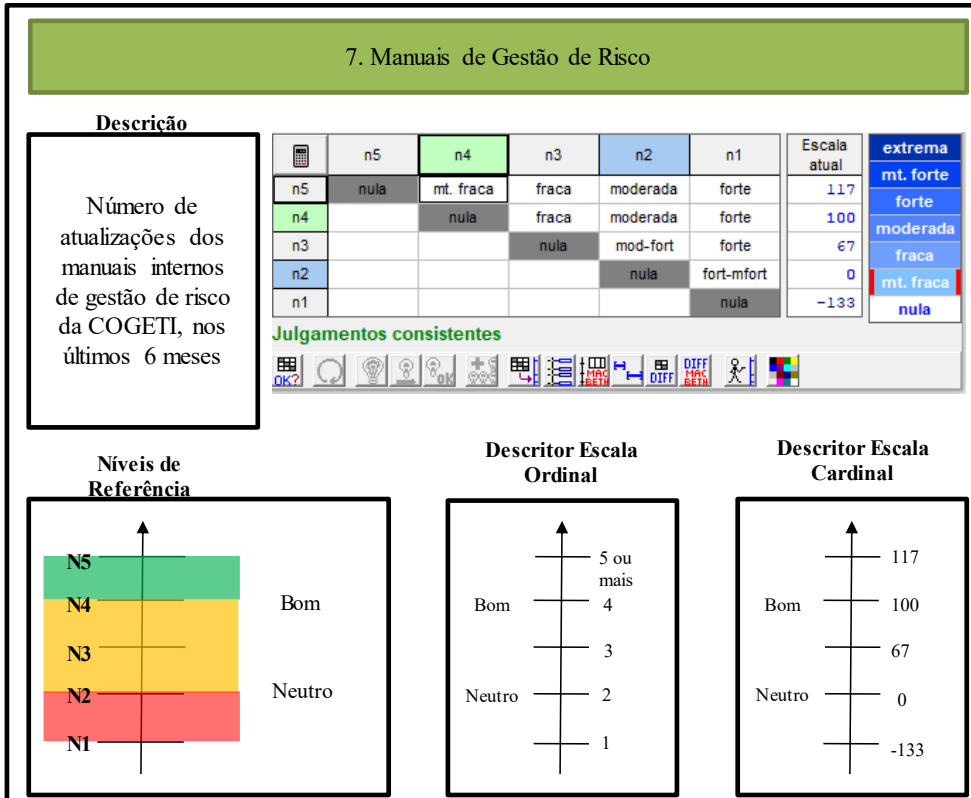 7. Manuais de Gestão de Risco
Descrição
Número de
atualizações dos
manuais internos
de gestão de risco
da COGETI, nos
últimos 6 meses
n5 n4 n3 n2 n1 Escala atual
n5 nula mt. fraca fraca moderada forte 117
n4 nula fraca moderada forte 100
n3 nula mod-fort forte 67
n2 nula fort-mfort 0
n1 nula -133
extrema
mt. forte
forte
moderada
fraca
mt. fraca
nula
Julgamentos consistentes
OK? OK MAC BETH DIFF DIFF MAC BETH
Níveis de
Referência
N5
N4 Bom
N3
N2 Neutro
N1
Descritor Escala
Ordinal
5 ou
mais
Bom 4
3
Neutro 2
1
Descritor Escala
Cardinal
117
Bom 100
67
Neutro 0
-133